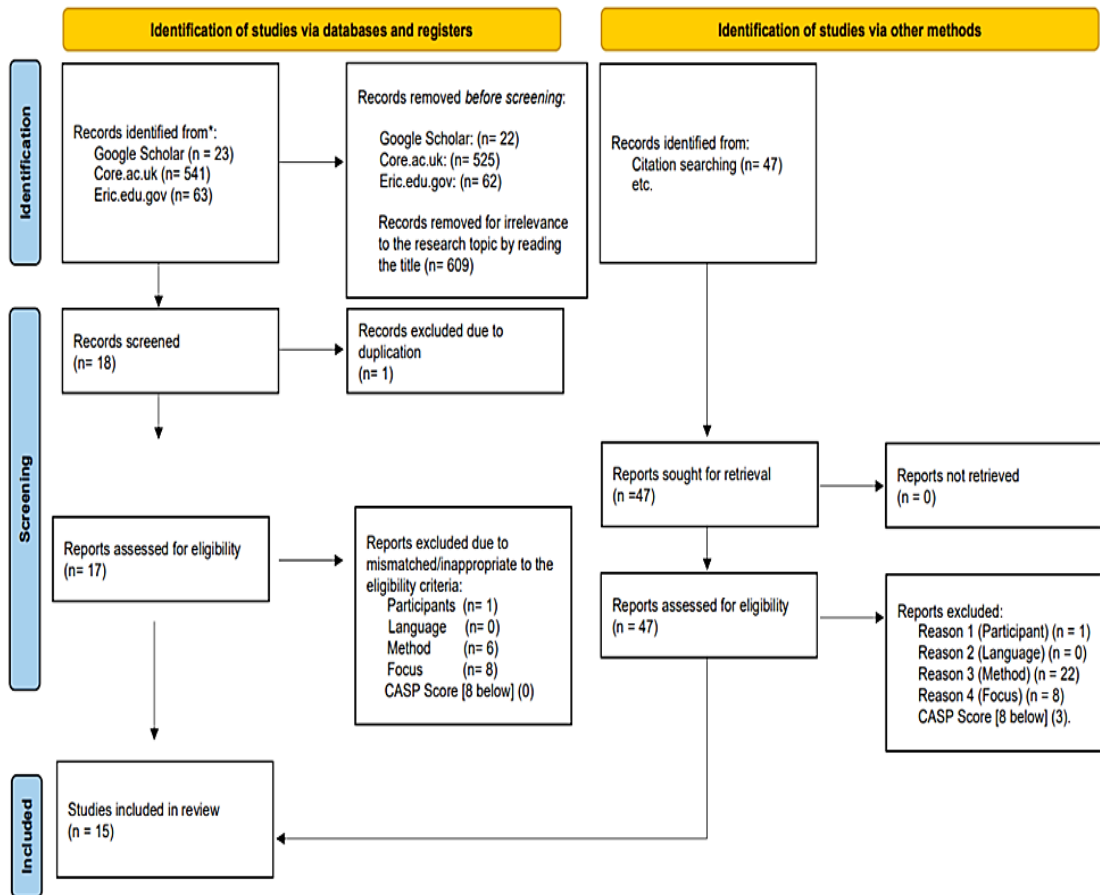 Identification of studies via databases and registers
Identification of studies via other methods
Identification
Records identified from*:
Google Scholar (n = 23)
Core.ac.uk (n= 541)
Eric.edu.gov (n= 63)
Records removed before screening:
Google Scholar: (n= 22)
Core.ac.uk: (n= 525)
Eric.edu.gov: (n= 62)
Records removed for irrelevance
to the research topic by reading
the title (n= 609)
Records identified from:
Citation searching (n= 47)
etc.
Screening
Records screened
(n= 18)
Records excluded due to
duplication
(n= 1)
Reports sought for retrieval
(n =47)
Reports not retrieved
(n = 0)
Reports assessed for eligibility
(n= 17)
Reports excluded due to
mismatched/inappropriate to the
eligibility criteria:
Participants (n= 1)
Language (n= 0)
Method (n= 6)
Focus (n= 8)
CASP Score [8 below] (0)
Reports assessed for eligibility
(n = 47)
Reports excluded:
Reason 1 (Participant) (n = 1)
Reason 2 (Language) (n = 0)
Reason 3 (Method) (n = 22)
Reason 4 (Focus) (n = 8)
CASP Score [8 below] (3).
Included
Studies included in review
(n = 15)